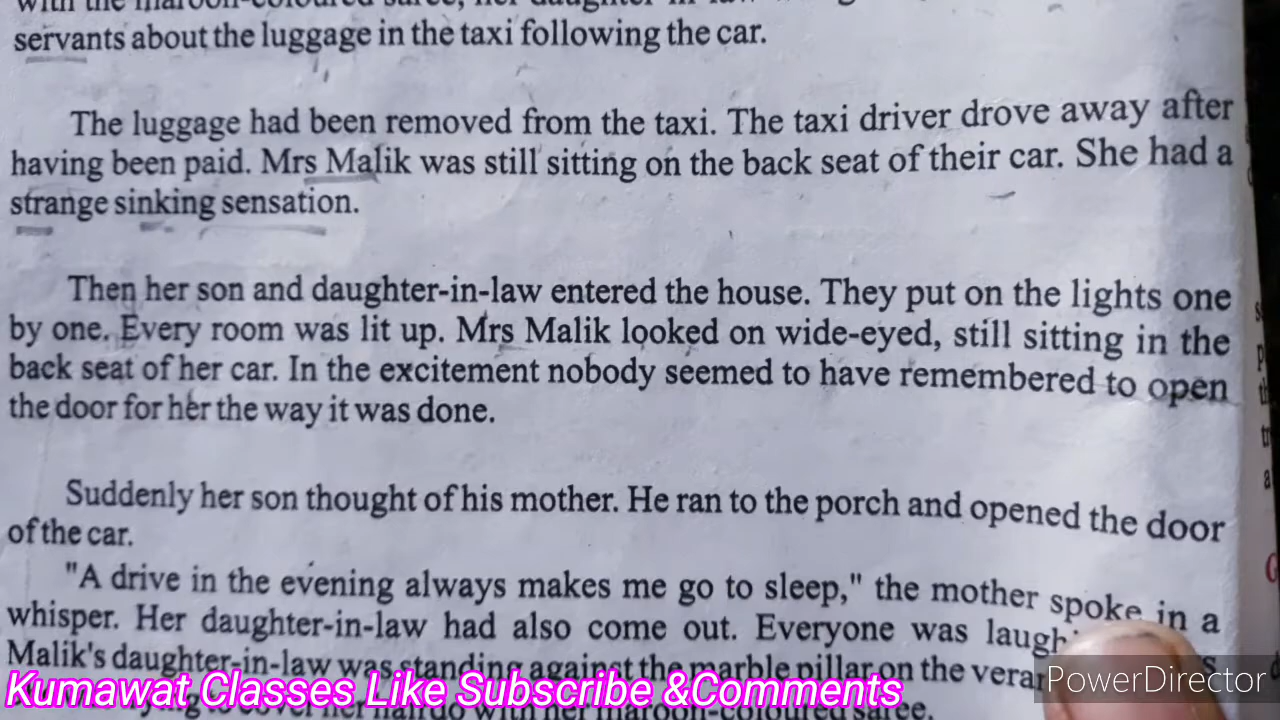 with the maroon-coloured saree, her daughter-in-law
servants about the luggage in the taxi following the car.
The luggage had been removed from the taxi. The taxi driver drove away after
having been paid. Mrs Malik was still sitting on the back seat of their car. She had a
strange sinking sensation.
Then her son and daughter-in-law entered the house. They put on the lights one
by one. Every room was lit up. Mrs Malik looked on wide-eyed, still sitting in the
back seat of her car. In the excitement nobody seemed to have remembered to open
the door for her the way it was done.
Suddenly her son thought of his mother. He ran to the porch and opened the door
of the car.
"A drive in the evening always makes me go to sleep," the mother spoke in a
whisper. Her daughter-in-law had also come out. Everyone was
Malik's daughter-in-law was standing against the marble pillar on the
her hairdo with her maroon-coloured saree.
Kumawat Classes Like Subscribe &Comments
PowerDirector